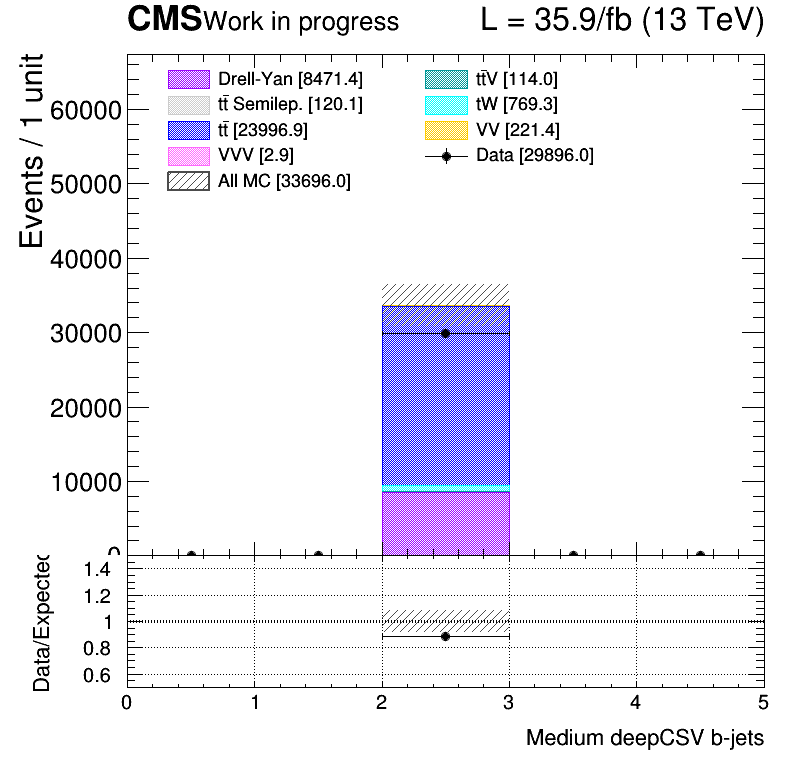 CMS Work in progress L = 35.9/fb (13 TeV)
Events / 1 unit
Drell-Yan [8471.4]
tt̄ Semilep. [120.1]
tt̄ [23996.9]
VVV [2.9]
All MC [33696.0]
tt̄V [114.0]
tW [769.3]
VV [221.4]
Data [29896.0]
60000
50000
40000
30000
20000
10000
0
Data/Expected
1.4
1.2
1
0.8
0.6
0 1 2 3 4 5
Medium deepCSV b-jets